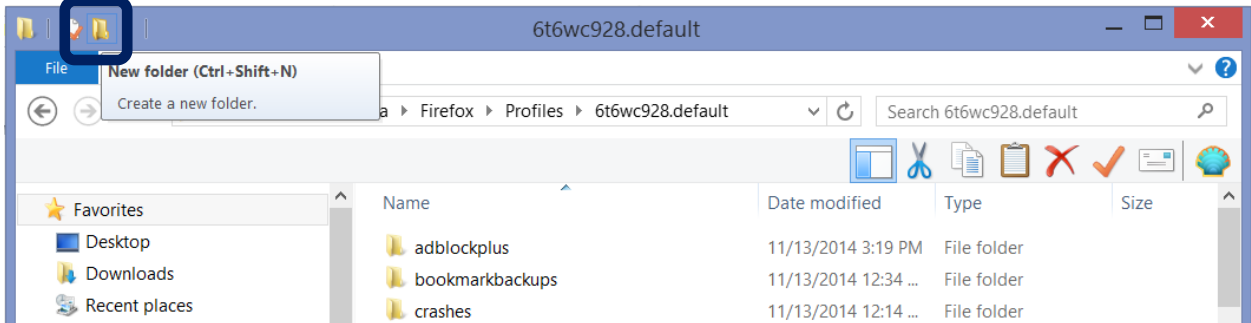 6t6wc928.default
File
New folder (Ctrl+Shift+N)
Create a new folder.
a ▸ Firefox ▸ Profiles ▸ 6t6wc928.default
Search 6t6wc928.default
Favorites
Name Date modified Type Size
Desktop
adblockplus 11/13/2014 3:19 PM File folder
Downloads
bookmarkbackups 11/13/2014 12:34 ... File folder
Recent places
crashes 11/13/2014 12:14 ... File folder